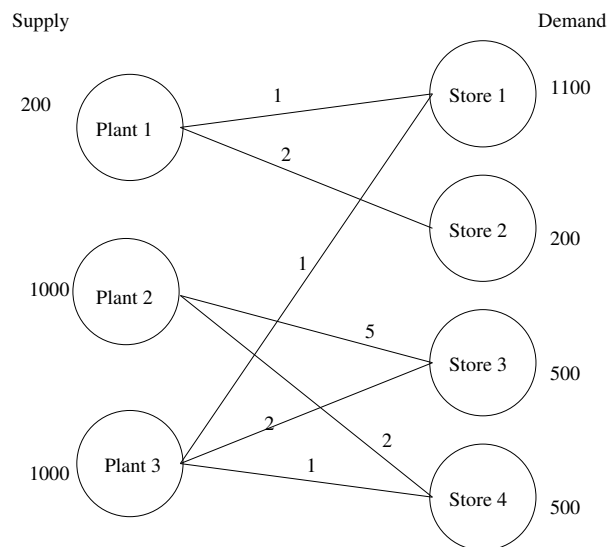 Supply
Demand
200
Plant 1
1
Store 1
1100
2
Store 2
200
1
1000
Plant 2
5
Store 3
500
2
2
1000
Plant 3
1
Store 4
500